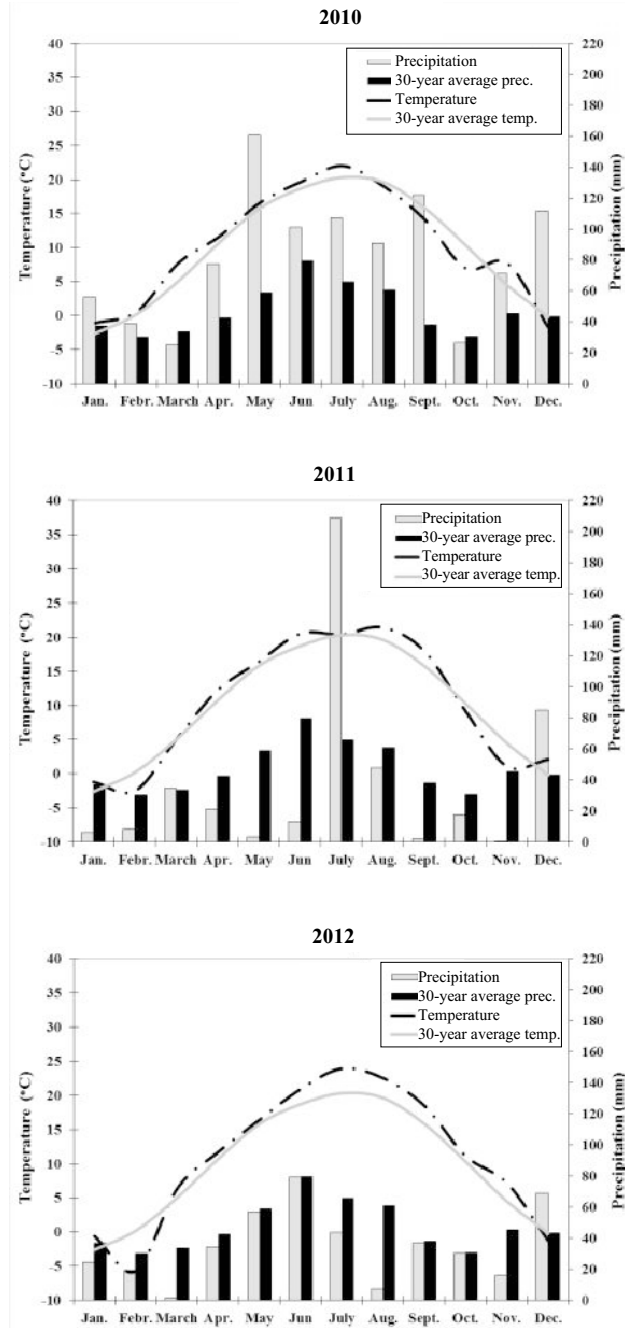 2010
Precipitation
30-year average prec.
Temperature
30-year average temp.
Temperature (°C)
Precipitation (mm)
40 35 30 25 20 15 10 5 0 -5 -10
220 200 180 160 140 120 100 80 60 40 20 0
Jan. Febr. March Apr. May Jun July Aug. Sept. Oct. Nov. Dec.
2011
Precipitation
30-year average prec.
Temperature
30-year average temp.
Temperature (°C)
Precipitation (mm)
40 35 30 25 20 15 10 5 0 -5 -10
220 200 180 160 140 120 100 80 60 40 20 0
Jan. Febr. March Apr. May Jun July Aug. Sept. Oct. Nov. Dec.
2012
Precipitation
30-year average prec.
Temperature
30-year average temp.
Temperature (°C)
Precipitation (mm)
40 35 30 25 20 15 10 5 0 -5 -10
220 200 180 160 140 120 100 80 60 40 20 0
Jan. Febr. March Apr. May Jun July Aug. Sept. Oct. Nov. Dec.